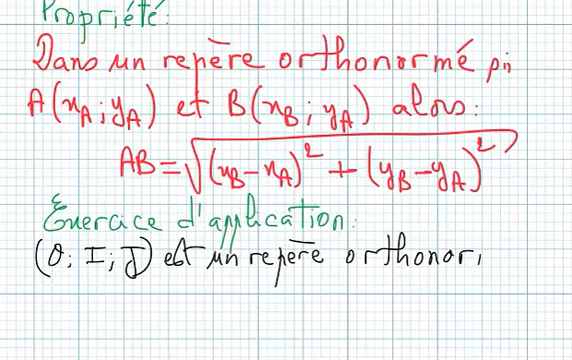 Propriété:
Dans un repère orthonormé
A(xA; yA) et B(xB; yA) alors:
AB = √(xB - xA)² + (yB - yA)²
Exercice d'application:
(O; I; J) est un repère orthonor